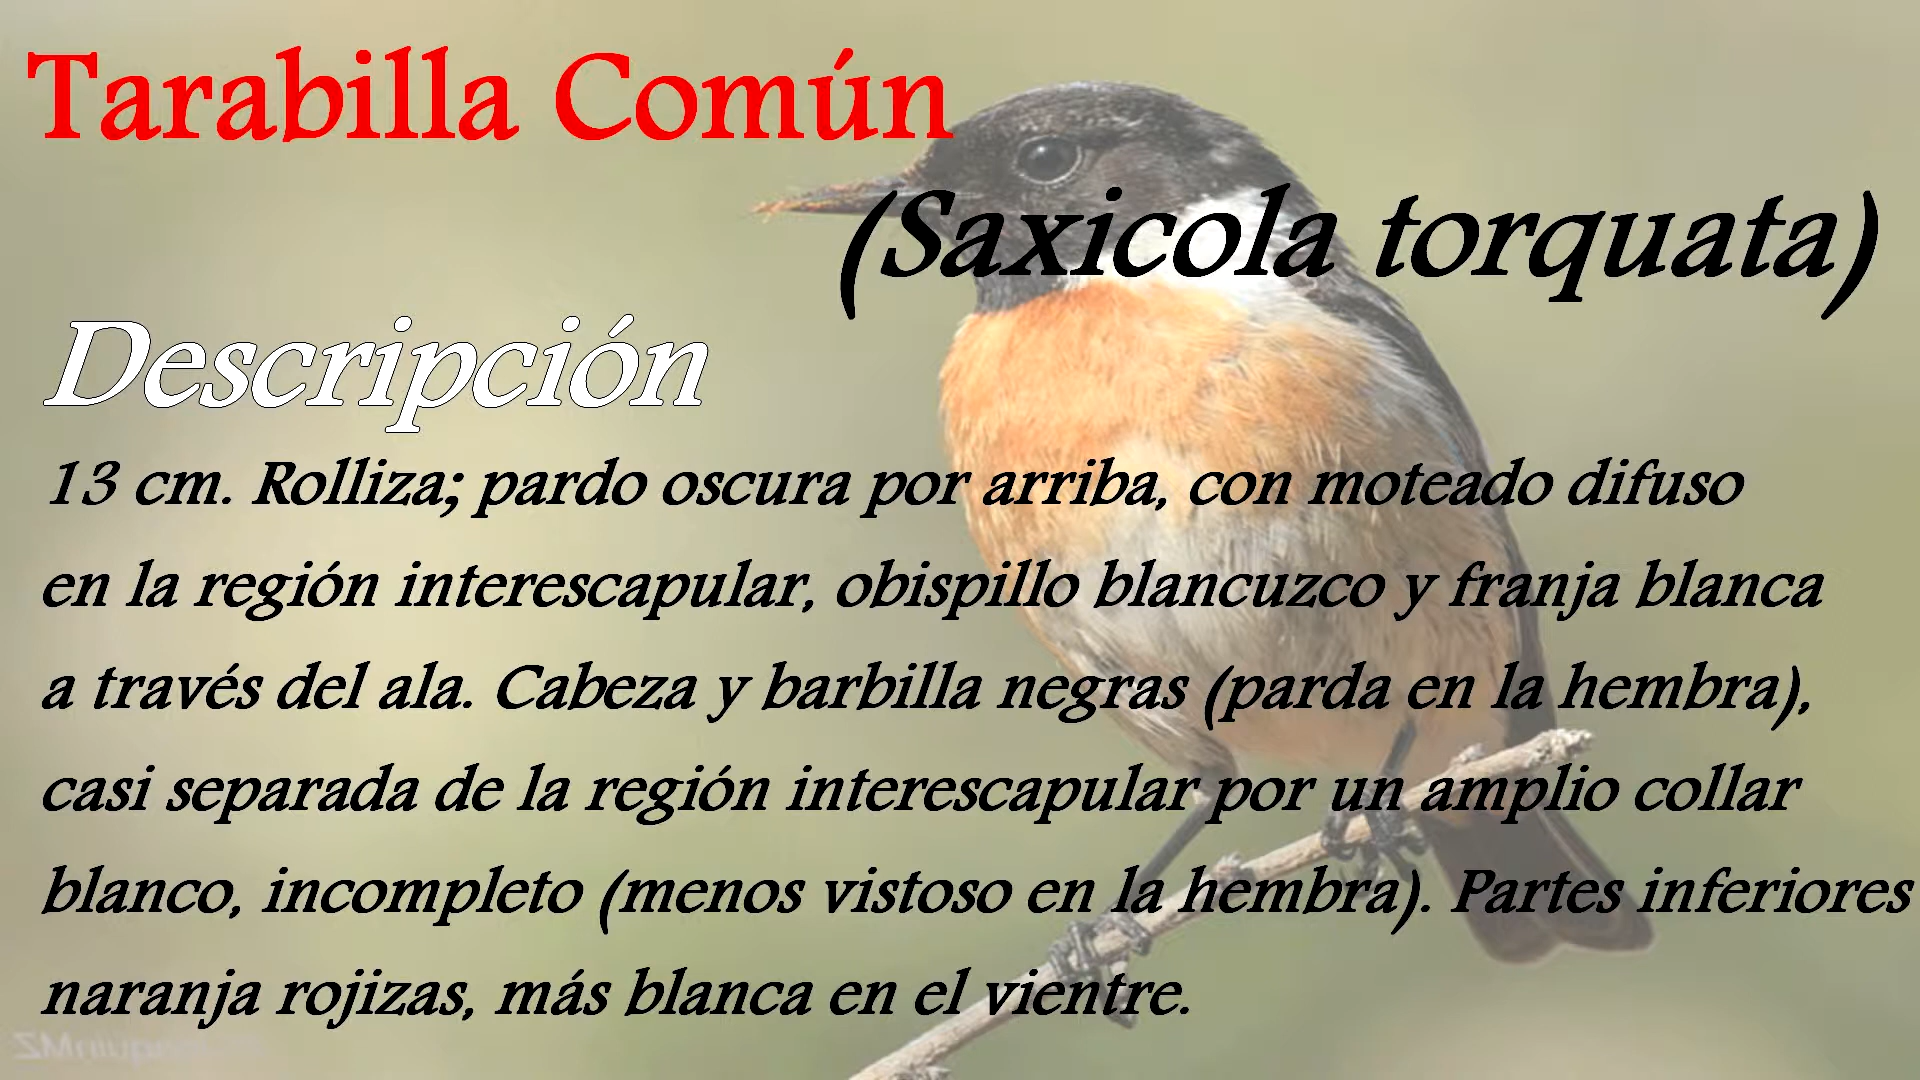 Tarabilla Común
(Saxicola torquata)
Descripción
13 cm. Rolliza; pardo oscura por arriba, con moteado difuso
en la región interescapular, obispillo blancuzco y franja blanca
a través del ala. Cabeza y barbilla negras (parda en la hembra),
casi separada de la región interescapular por un amplio collar
blanco, incompleto (menos vistoso en la hembra). Partes inferiores
naranja rojizas, más blanca en el vientre.